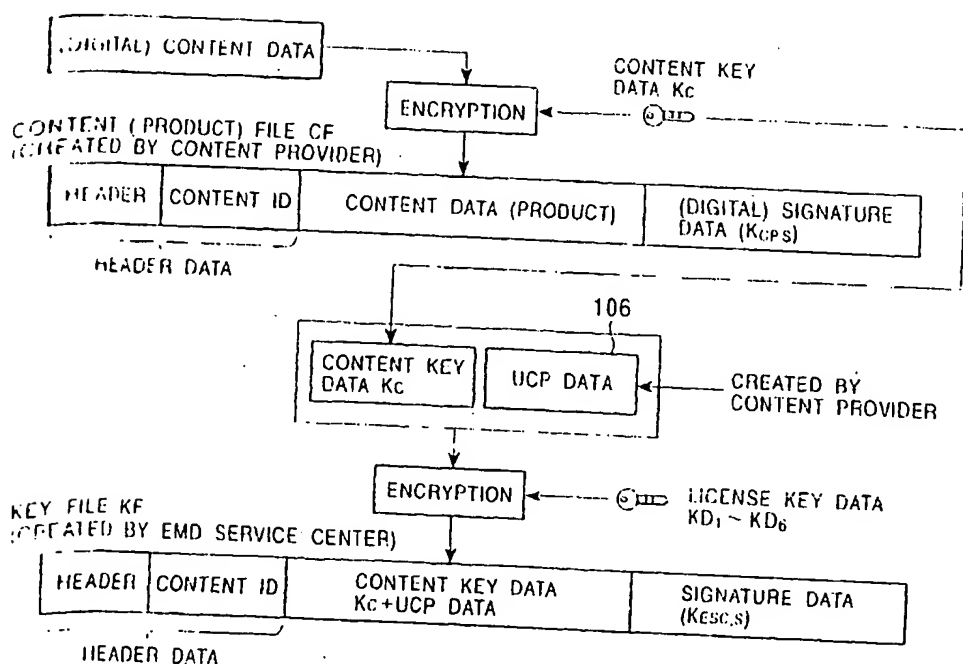 (DIGITAL) CONTENT DATA
CONTENT KEY
DATA Kc
ENCRYPTION
CONTENT (PRODUCT) FILE CF
(CREATED BY CONTENT PROVIDER)
HEADER
CONTENT ID
CONTENT DATA (PRODUCT)
(DIGITAL) SIGNATURE
DATA (KCP,S)
HEADER DATA
106
CONTENT KEY
DATA Kc
UCP DATA
CREATED BY
CONTENT PROVIDER
ENCRYPTION
LICENSE KEY DATA
KD1 ~ KD6
KEY FILE KF
(CREATED BY EMD SERVICE CENTER)
HEADER
CONTENT ID
CONTENT KEY DATA
Kc+UCP DATA
SIGNATURE DATA
(KESC,S)
HEADER DATA